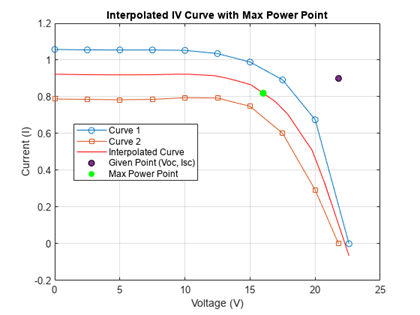 Interpolated IV Curve with Max Power Point
1.2
1
0.8
0.6
0.4
0.2
0
-0.2
Current (I)
Curve 1
Curve 2
Interpolated Curve
Given Point (Voc, Isc)
Max Power Point
0
5
10
15
20
25
Voltage (V)